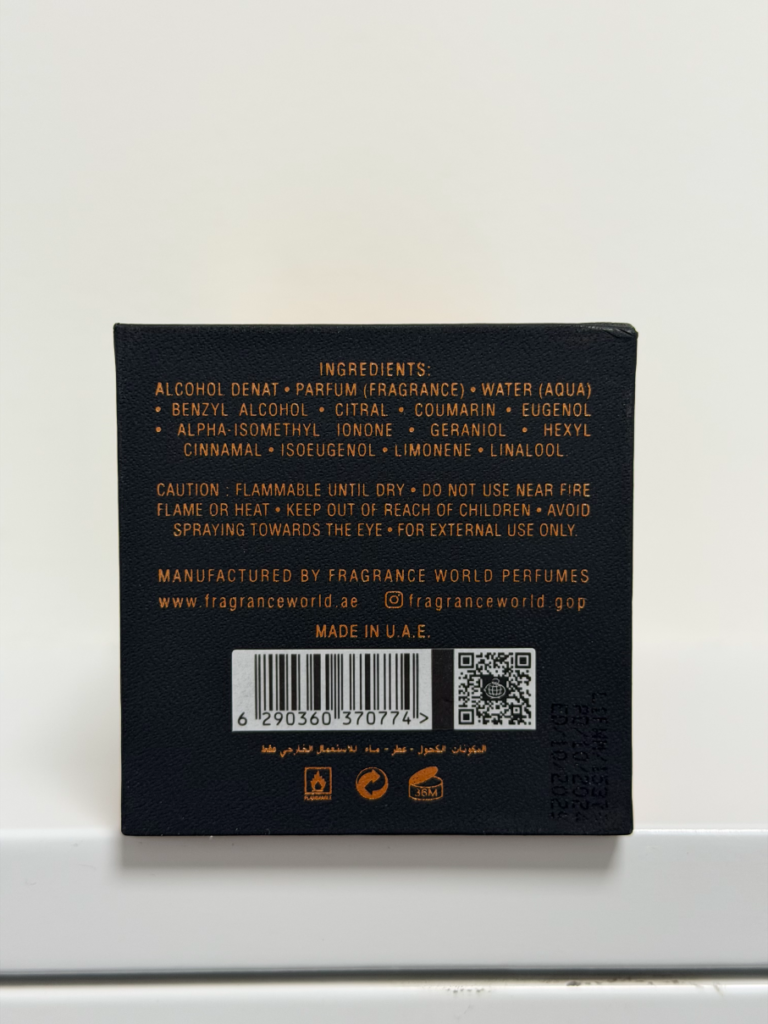 INGREDIENTS:
ALCOHOL DENAT • PARFUM (FRAGRANCE) • WATER (AQUA)
• BENZYL ALCOHOL • CITRAL • COUMARIN • EUGENOL
• ALPHA-ISOMETHYL IONONE • GERANIOL • HEXYL
CINNAMAL • ISOEUGENOL • LIMONENE • LINALOOL
CAUTION : FLAMMABLE UNTIL DRY • DO NOT USE NEAR FIRE
FLAME OR HEAT • KEEP OUT OF REACH OF CHILDREN • AVOID
SPRAYING TOWARDS THE EYE • FOR EXTERNAL USE ONLY.
MANUFACTURED BY FRAGRANCE WORLD PERFUMES
www.fragranceworld.ae fragranceworld.gop
MADE IN U.A.E.
6 290360 370774 >
المكونات الكحول - عطر - ماء للاستعمال الخارجي فقط
FLAMMABLE
36M